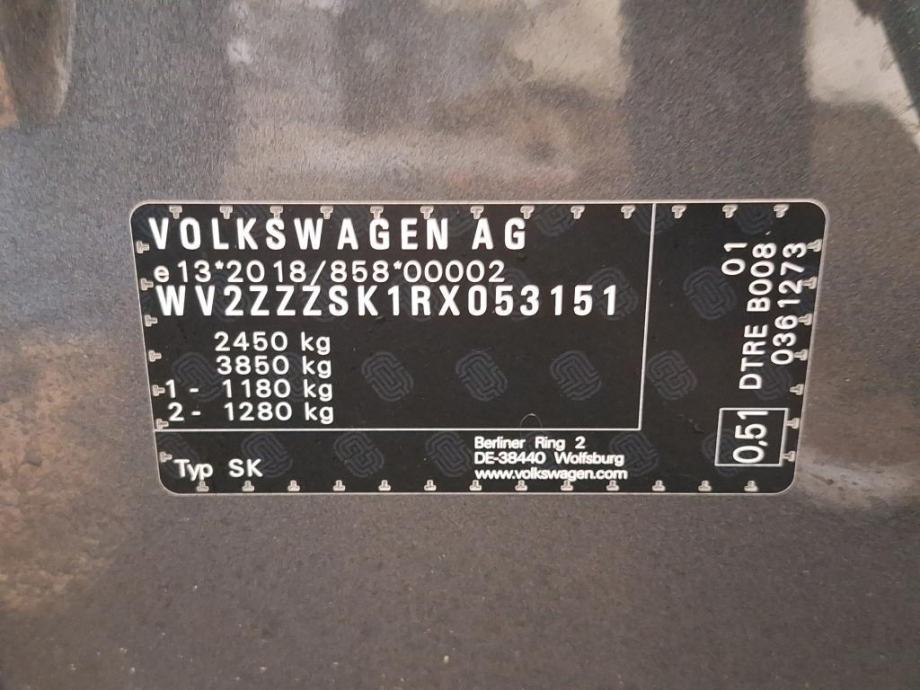 VOLKSWAGEN AG
e13*2018/858*00002
WV2ZZZSK1RX053151
2450 kg
3850 kg
1 - 1180 kg
2 - 1280 kg
Typ SK
Berliner Ring 2
DE-38440 Wolfsburg
www.volkswagen.com
01
DTRE B008
0361273
0,51